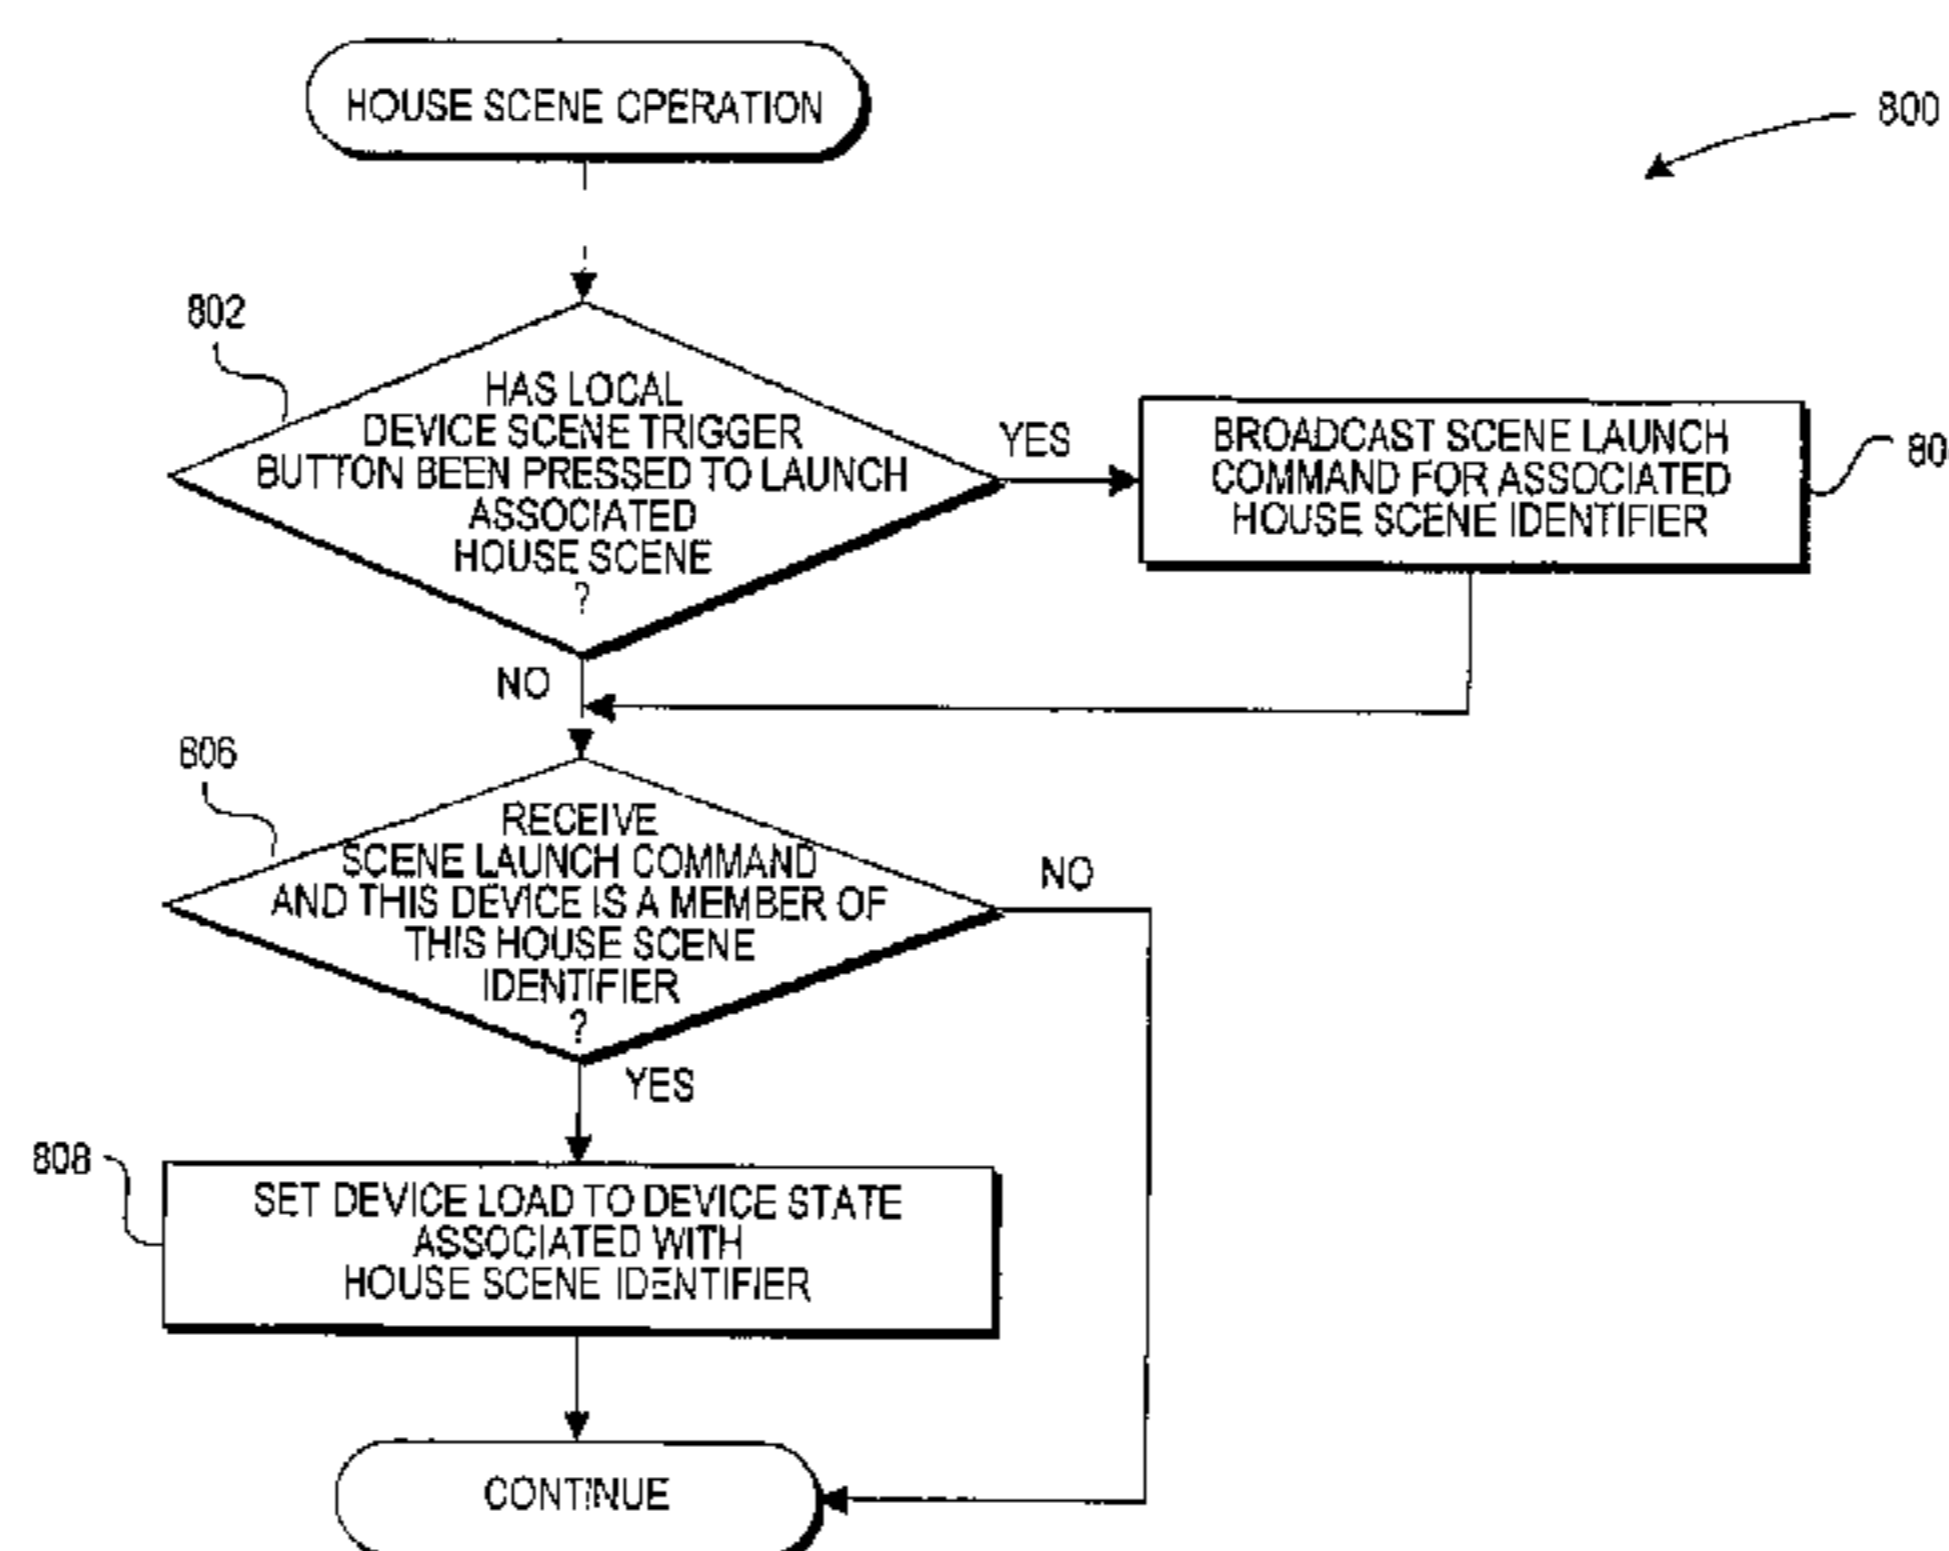 HOUSE SCENE OPERATION
800
802
HAS LOCAL
DEVICE SCENE TRIGGER
BUTTON BEEN PRESSED TO LAUNCH
ASSOCIATED
HOUSE SCENE
?
YES
BROADCAST SCENE LAUNCH
COMMAND FOR ASSOCIATED
HOUSE SCENE IDENTIFIER
80
NO
806
RECEIVE
SCENE LAUNCH COMMAND
AND THIS DEVICE IS A MEMBER OF
THIS HOUSE SCENE
IDENTIFIER
?
NO
YES
808
SET DEVICE LOAD TO DEVICE STATE
ASSOCIATED WITH
HOUSE SCENE IDENTIFIER
CONTINUE